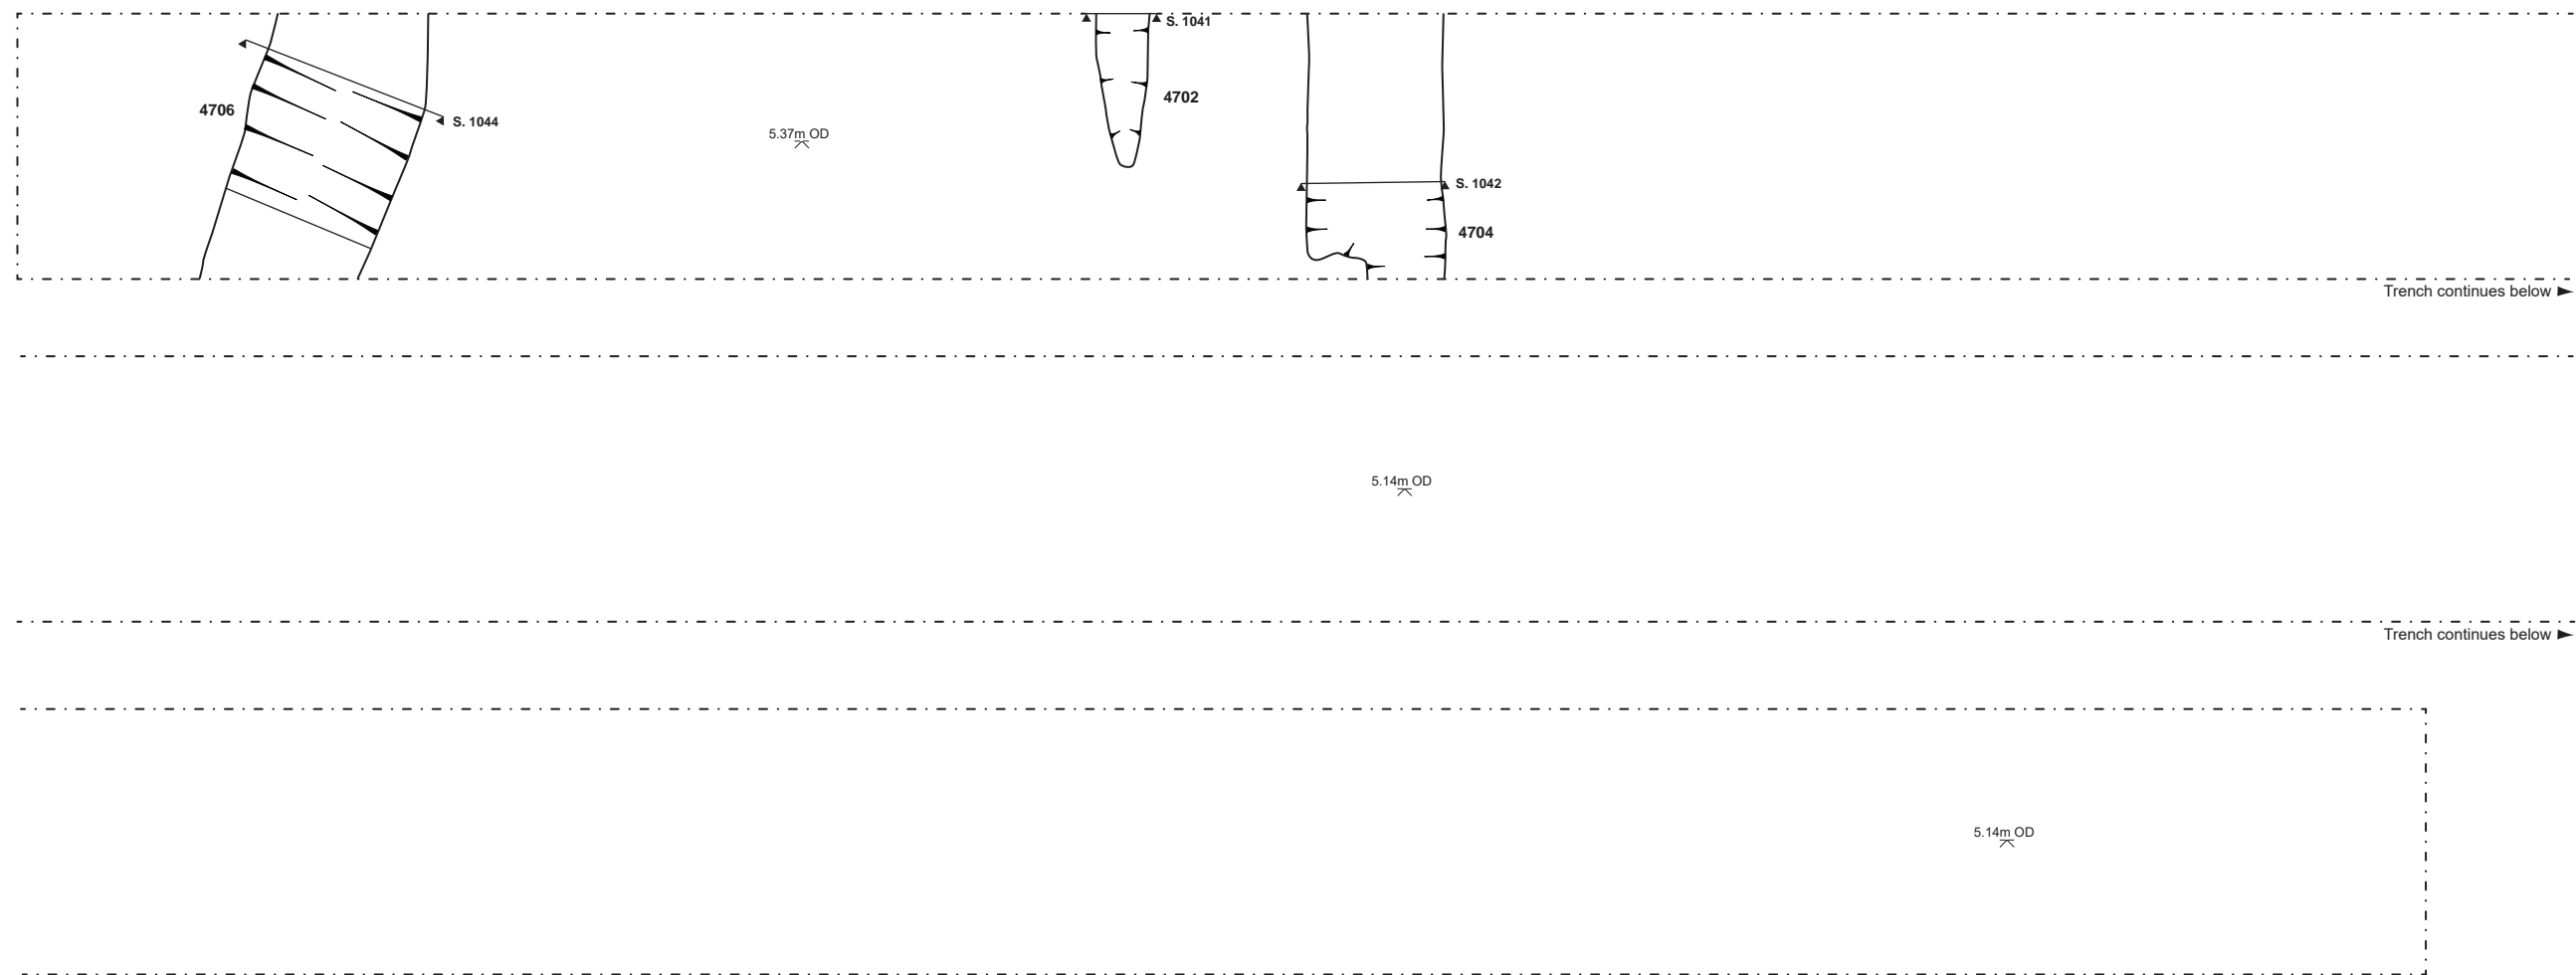 S. 1041
4702
4706
S. 1044
5.37m OD
S. 1042
4704
Trench continues below
5.14m OD
Trench continues below
5.14m OD